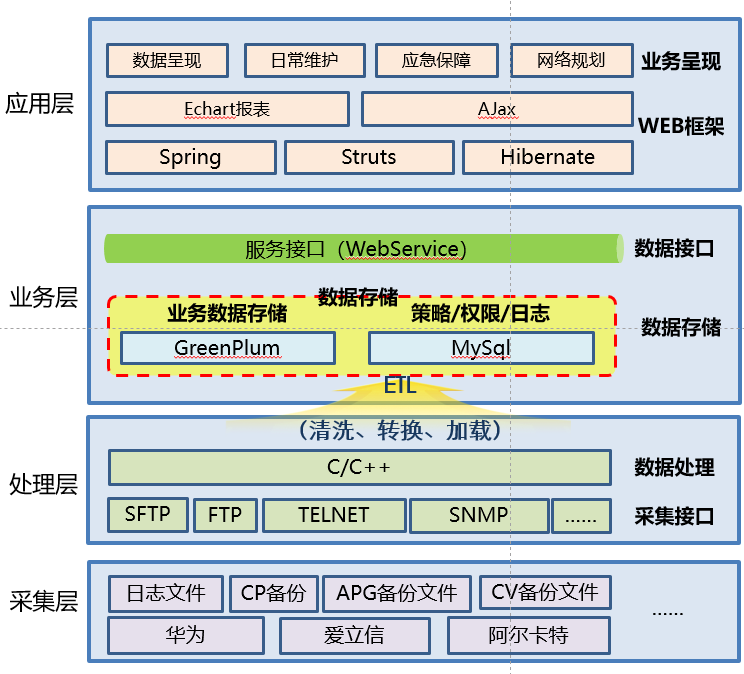 应用层
数据呈现 日常维护 应急保障 网络规划 业务呈现
Echart报表 AJax
WEB框架
Spring Struts Hibernate
业务层
服务接口（WebService） 数据接口
数据存储
业务数据存储 策略/权限/日志
数据存储
GreenPlum MySql
ETL
（清洗、转换、加载）
处理层
C/C++ 数据处理
SFTP FTP TELNET SNMP …… 采集接口
采集层
日志文件 CP备份 APG备份文件 CV备份文件
……
华为 爱立信 阿尔卡特